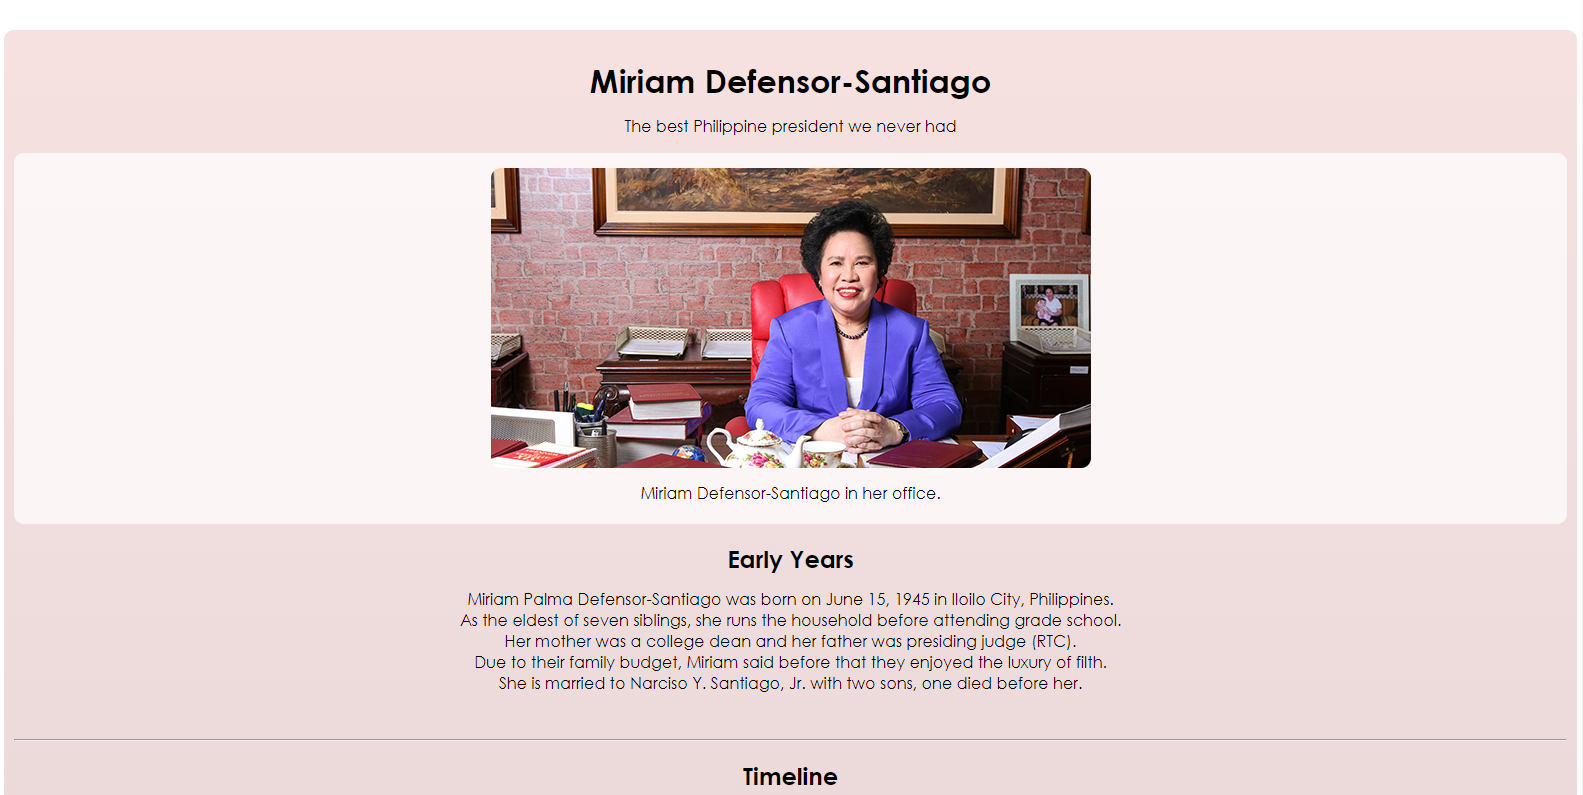 Miriam Defensor-Santiago
The best Philippine president we never had
Miriam Defensor-Santiago in her office.
Early Years
Miriam Palma Defensor-Santiago was born on June 15, 1945 in Iloilo City, Philippines.
As the eldest of seven siblings, she runs the household before attending grade school.
Her mother was a college dean and her father was presiding judge (RTC).
Due to their family budget, Miriam said before that they enjoyed the luxury of filth.
She is married to Narciso Y. Santiago, Jr. with two sons, one died before her.
Timeline